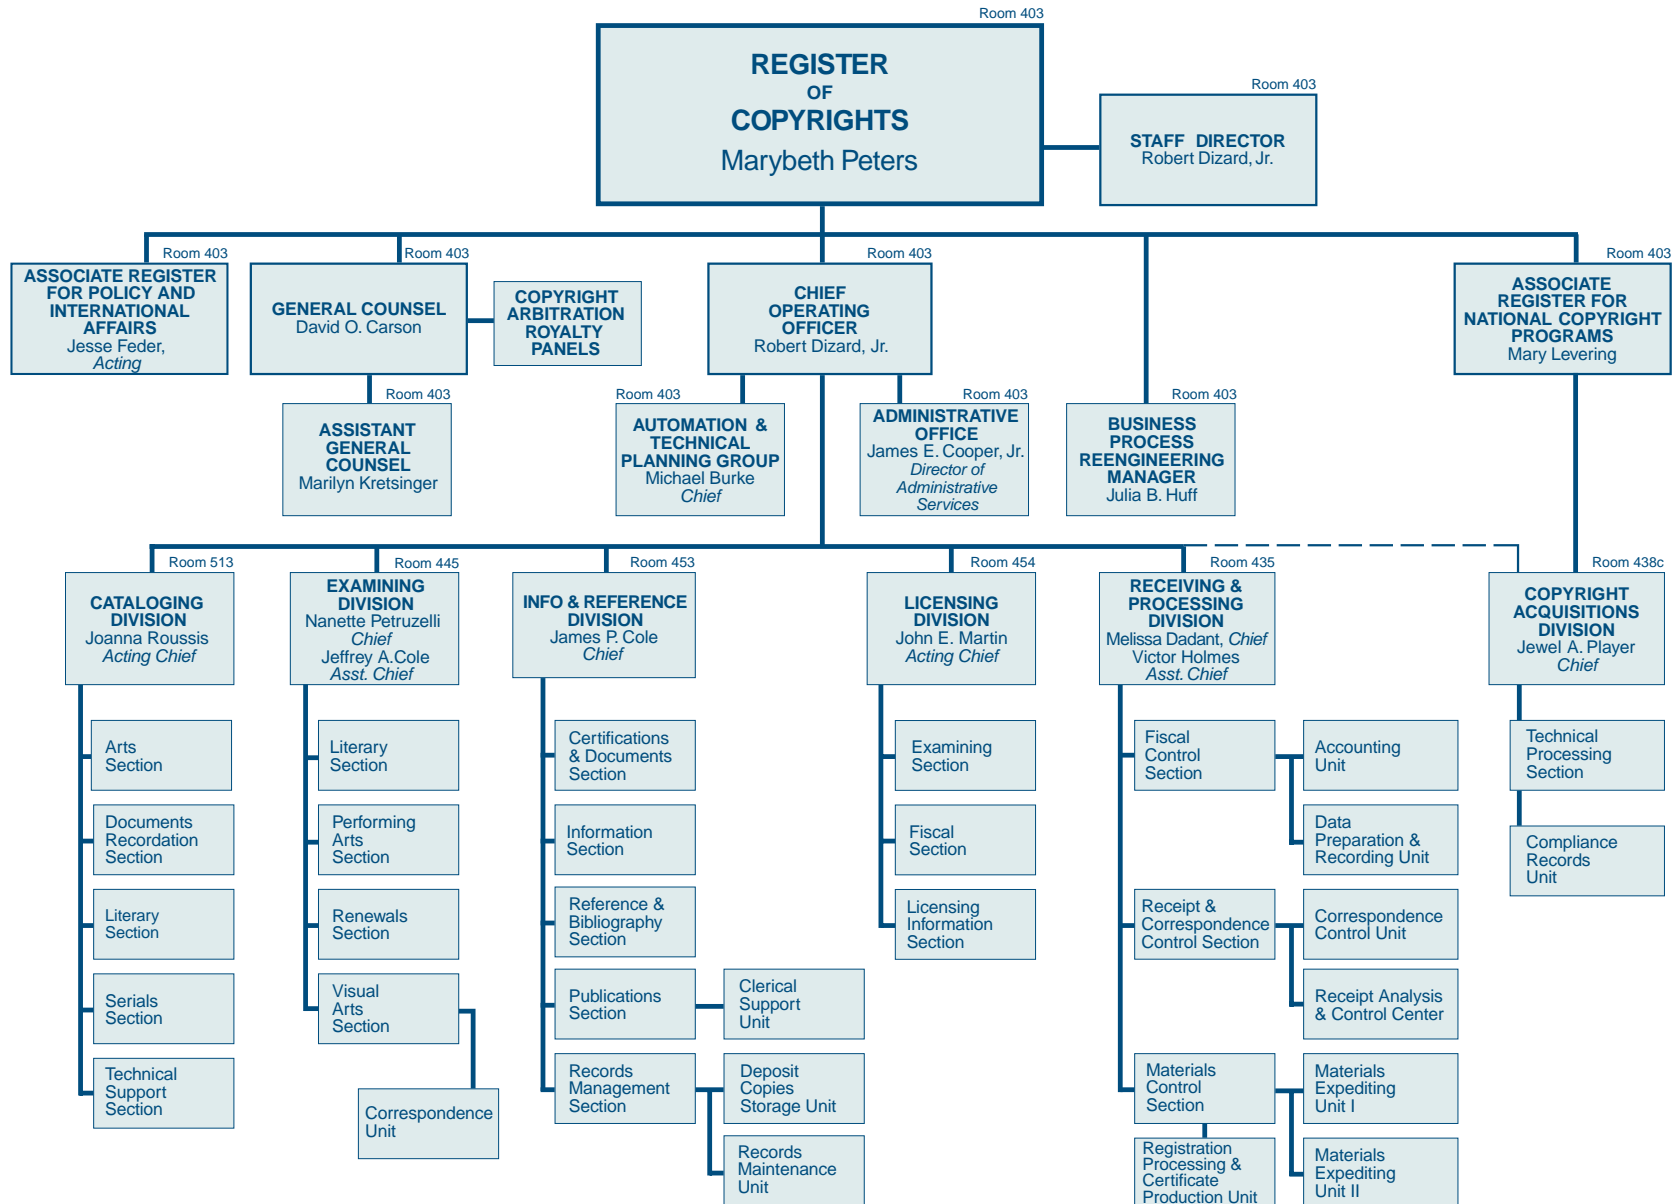 Room 403
REGISTER
OF
COPYRIGHTS
Marybeth Peters
Room 403
STAFF DIRECTOR
Robert Dizard, Jr.
Room 403
ASSOCIATE REGISTER
FOR POLICY AND
INTERNATIONAL
AFFAIRS
Jesse Feder,
Acting
Room 403
GENERAL COUNSEL
David O. Carson
COPYRIGHT
ARBITRATION
ROYALTY
PANELS
Room 403
CHIEF
OPERATING
OFFICER
Robert Dizard, Jr.
Room 403
Room 403
ASSOCIATE
REGISTER FOR
NATIONAL COPYRIGHT
PROGRAMS
Mary Levering
Room 403
ASSISTANT
GENERAL
COUNSEL
Marilyn Kretsinger
Room 403
AUTOMATION &
TECHNICAL
PLANNING GROUP
Michael Burke
Chief
Room 403
ADMINISTRATIVE
OFFICE
James E. Cooper, Jr.
Director of
Administrative
Services
Room 403
BUSINESS
PROCESS
REENGINEERING
MANAGER
Julia B. Huff
Room 513
CATALOGING
DIVISION
Joanna Roussis
Acting Chief
Arts
Section
Documents
Recordation
Section
Literary
Section
Serials
Section
Technical
Support
Section
Room 445
EXAMINING
DIVISION
Nanette Petruzelli
Chief
Jeffrey A.Cole
Asst. Chief
Literary
Section
Performing
Arts
Section
Renewals
Section
Visual
Arts
Section
Correspondence
Unit
Room 453
INFO & REFERENCE
DIVISION
James P. Cole
Chief
Certifications
& Documents
Section
Information
Section
Reference &
Bibliography
Section
Publications
Section
Clerical
Support
Unit
Records
Management
Section
Deposit
Copies
Storage Unit
Records
Maintenance
Unit
Room 454
LICENSING
DIVISION
John E. Martin
Acting Chief
Examining
Section
Fiscal
Section
Licensing
Information
Section
Room 435
RECEIVING &
PROCESSING
DIVISION
Melissa Dadant, Chief
Victor Holmes
Asst. Chief
Fiscal
Control
Section
Accounting
Unit
Data
Preparation &
Recording Unit
Receipt &
Correspondence
Control Section
Correspondence
Control Unit
Receipt Analysis
& Control Center
Materials
Control
Section
Materials
Expediting
Unit I
Registration
Processing &
Certificate
Production Unit
Materials
Expediting
Unit II
Room 438c
COPYRIGHT
ACQUISITIONS
DIVISION
Jewel A. Player
Chief
Technical
Processing
Section
Compliance
Records
Unit